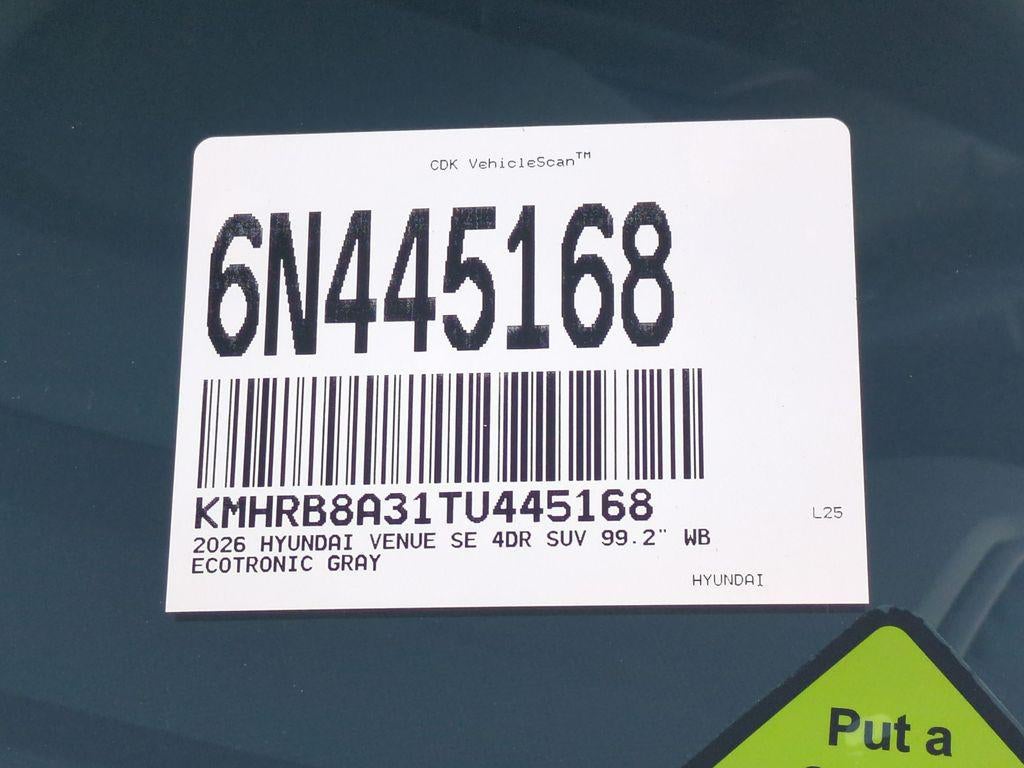 CDK VehicleScan™
6N445168
KMHRB8A31TU445168
L25
2026 HYUNDAI VENUE SE 4DR SUV 99.2" WB
ECOTRONIC GRAY
HYUNDAI
Put a